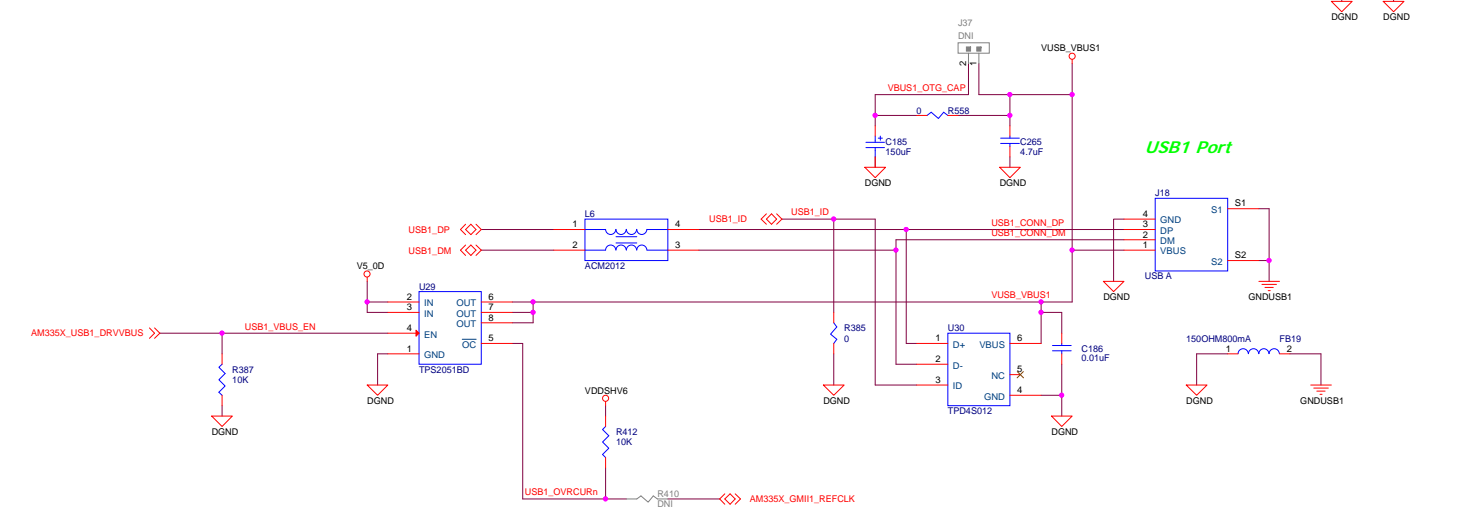 DGND
DGND
J37
DNI
2
1
VUSB_VBUS1
VBUS1_OTG_CAP
0
R558
+
C185
150uF
C265
4.7uF
DGND
DGND
USB1 Port
J18
USB1_DP
1
L6
4
USB1_ID
USB1_ID
USB1_CONN_DP
4
GND
S1
S1
3
DP
USB1_DM
2
3
USB1_CONN_DM
2
DM
1
VBUS
S2
S2
ACM2012
USB A
V5_0D
DGND
GNDUSB1
U29
VUSB_VBUS1
2
IN
OUT
6
3
IN
OUT
7
OUT
8
AM335X_USB1_DRVVBUS
USB1_VBUS_EN
4
EN
OC
5
1
GND
TPS2051BD
R387
10K
DGND
DGND
R385
0
DGND
U30
1
D+
VBUS
6
2
D-
NC
5
3
ID
GND
4
TPD4S012
C186
0.01uF
DGND
150OHM800mA
FB19
1
2
DGND
GNDUSB1
VDDSHV6
R412
10K
USB1_OVRCURn
R410
DNI
AM335X_GMII1_REFCLK